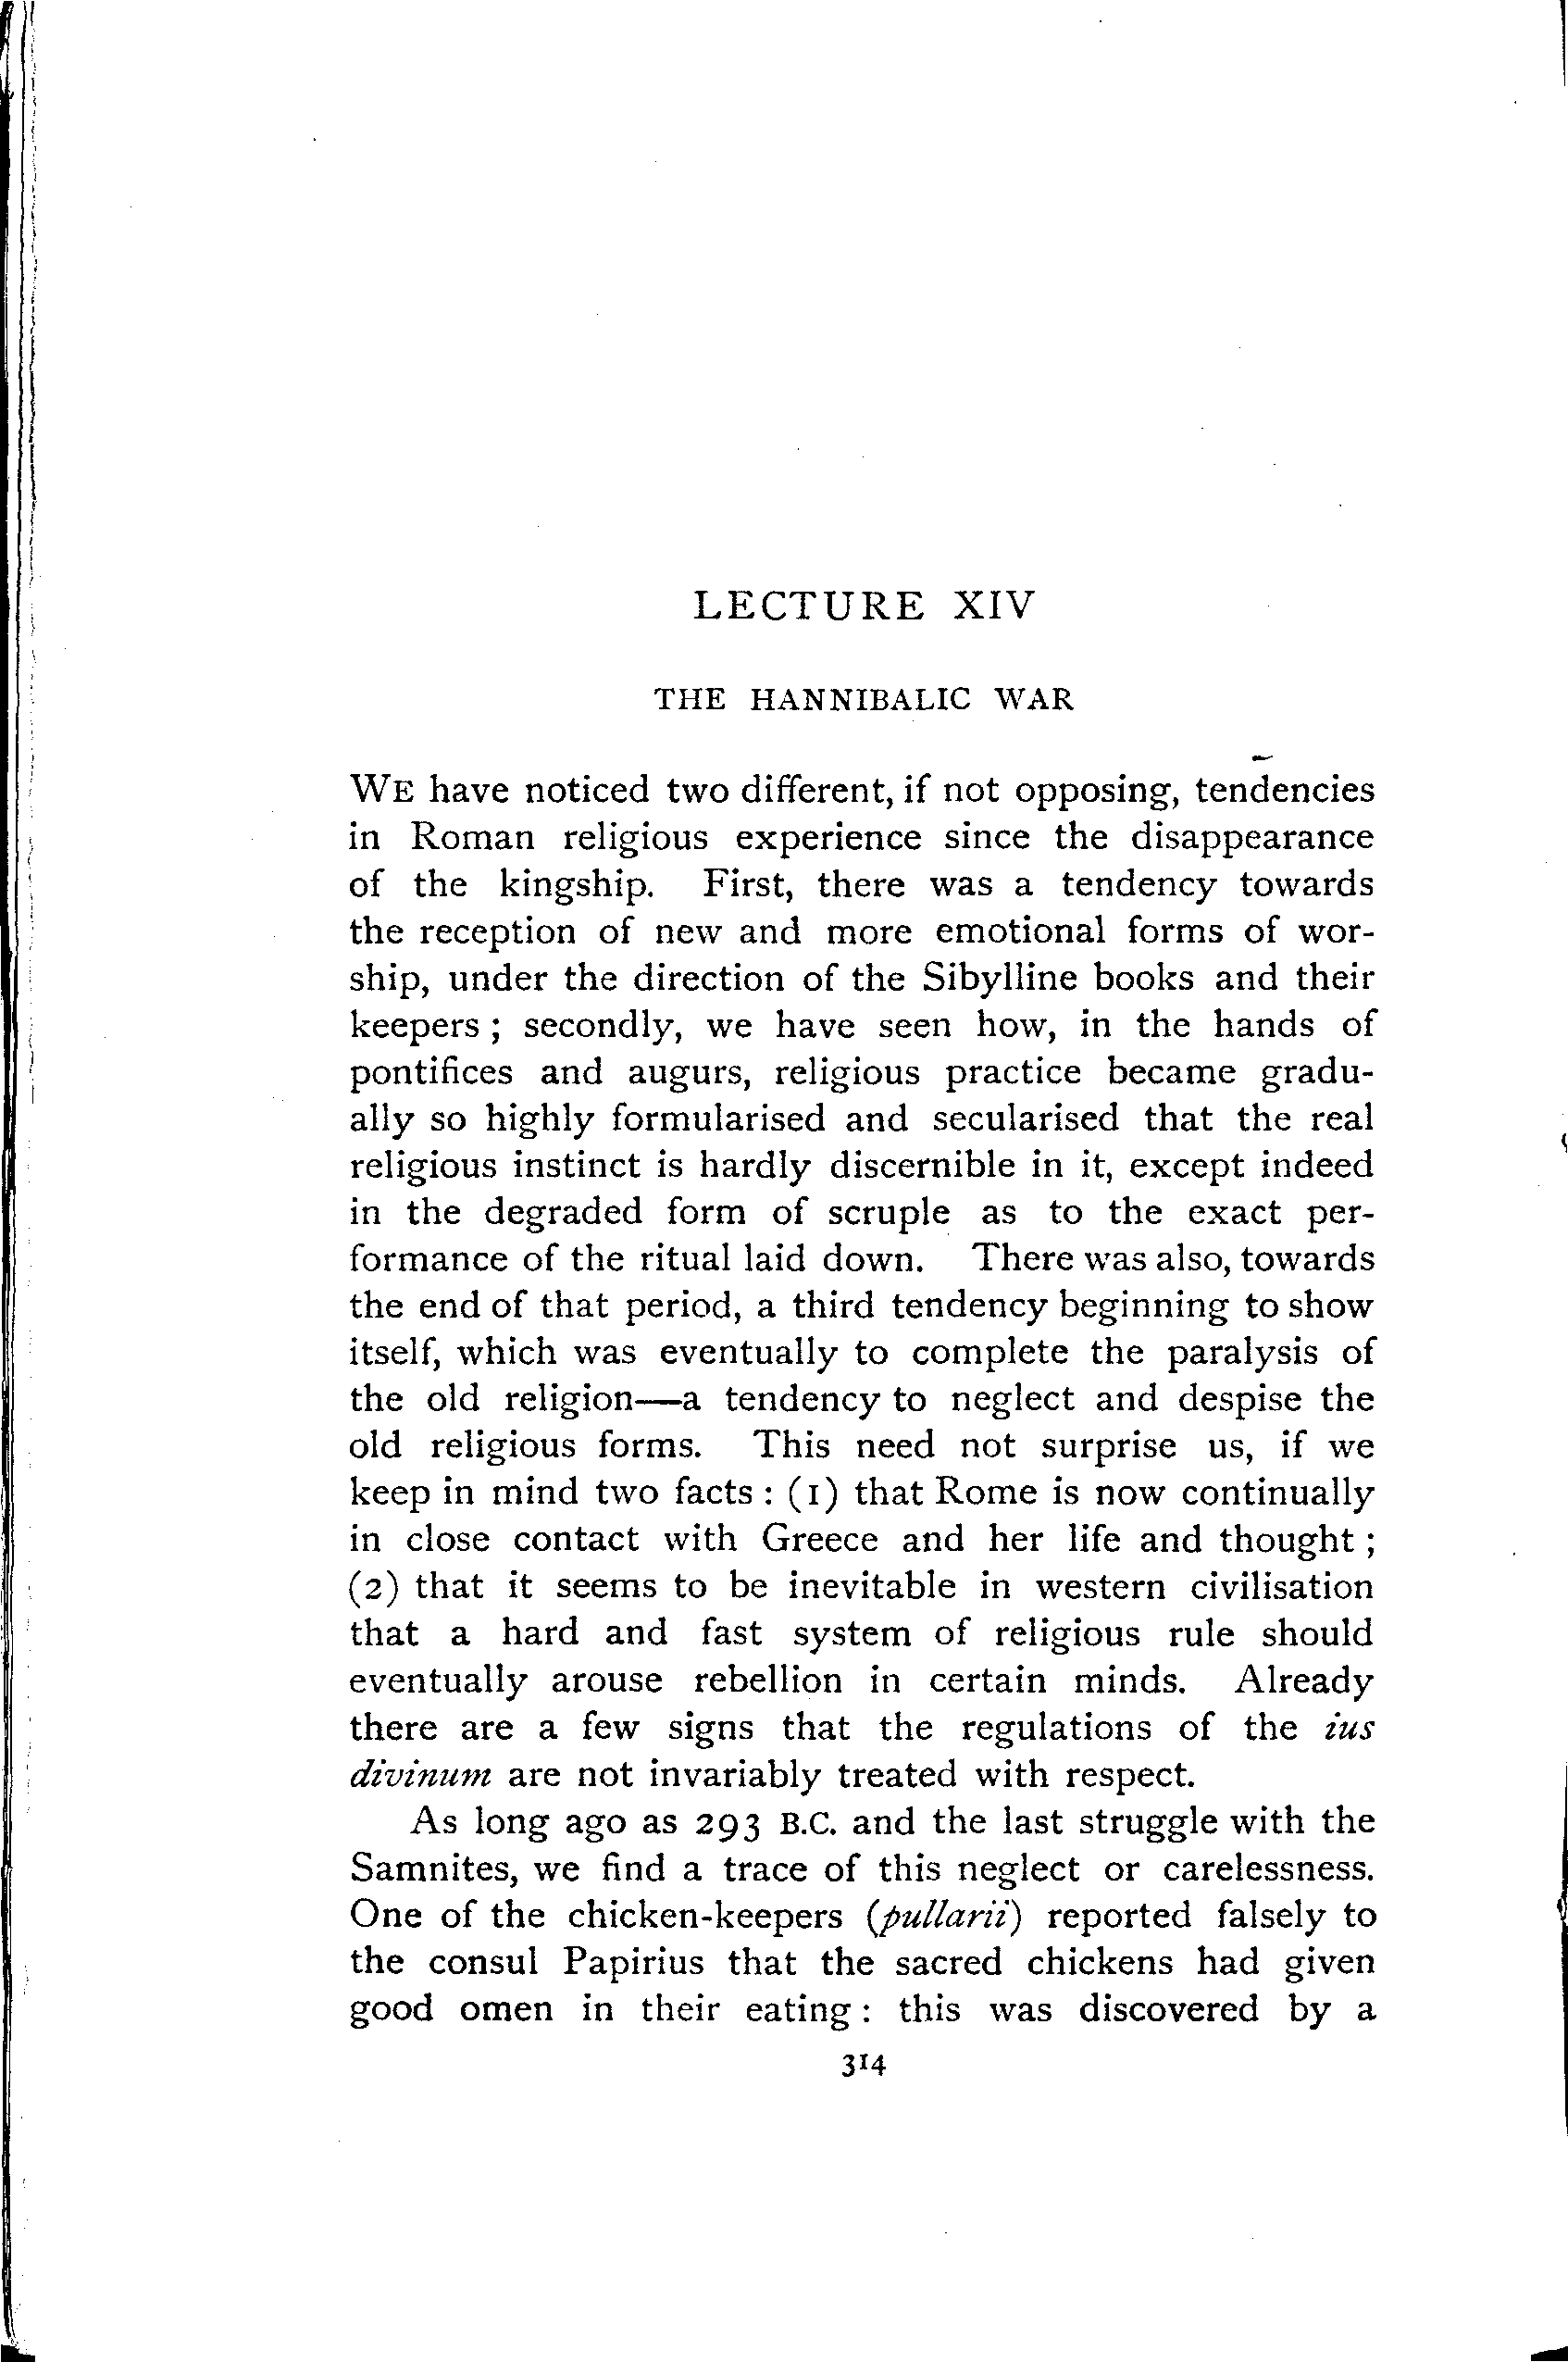 LECTURE XIV
THE HANNIBALIC WAR
WE have noticed two different, if not opposing, tendencies
in Roman religious experience since the disappearance
of the kingship. First, there was a tendency towards
the reception of new and more emotional forms of wor-
ship, under the direction of the Sibylline books and their
keepers ; secondly, we have seen how, in the hands of
pontifices and augurs, religious practice became gradu-
ally so highly formularised and secularised that the real
religious instinct is hardly discernible in it, except indeed
in the degraded form of scruple as to the exact per-
formance of the ritual laid down. There was also, towards
the end of that period, a third tendency beginning to show
itself, which was eventually to complete the paralysis of
the old religion—a tendency to neglect and despise the
old religious forms. This need not surprise us, if we
keep in mind two facts : (1) that Rome is now continually
in close contact with Greece and her life and thought ;
(2) that it seems to be inevitable in western civilisation
that a hard and fast system of religious rule should
eventually arouse rebellion in certain minds. Already
there are a few signs that the regulations of the ius
divinum are not invariably treated with respect.
As long ago as 293 B.C. and the last struggle with the
Samnites, we find a trace of this neglect or carelessness.
One of the chicken-keepers (pullarii) reported falsely to
the consul Papirius that the sacred chickens had given
good omen in their eating : this was discovered by a
314